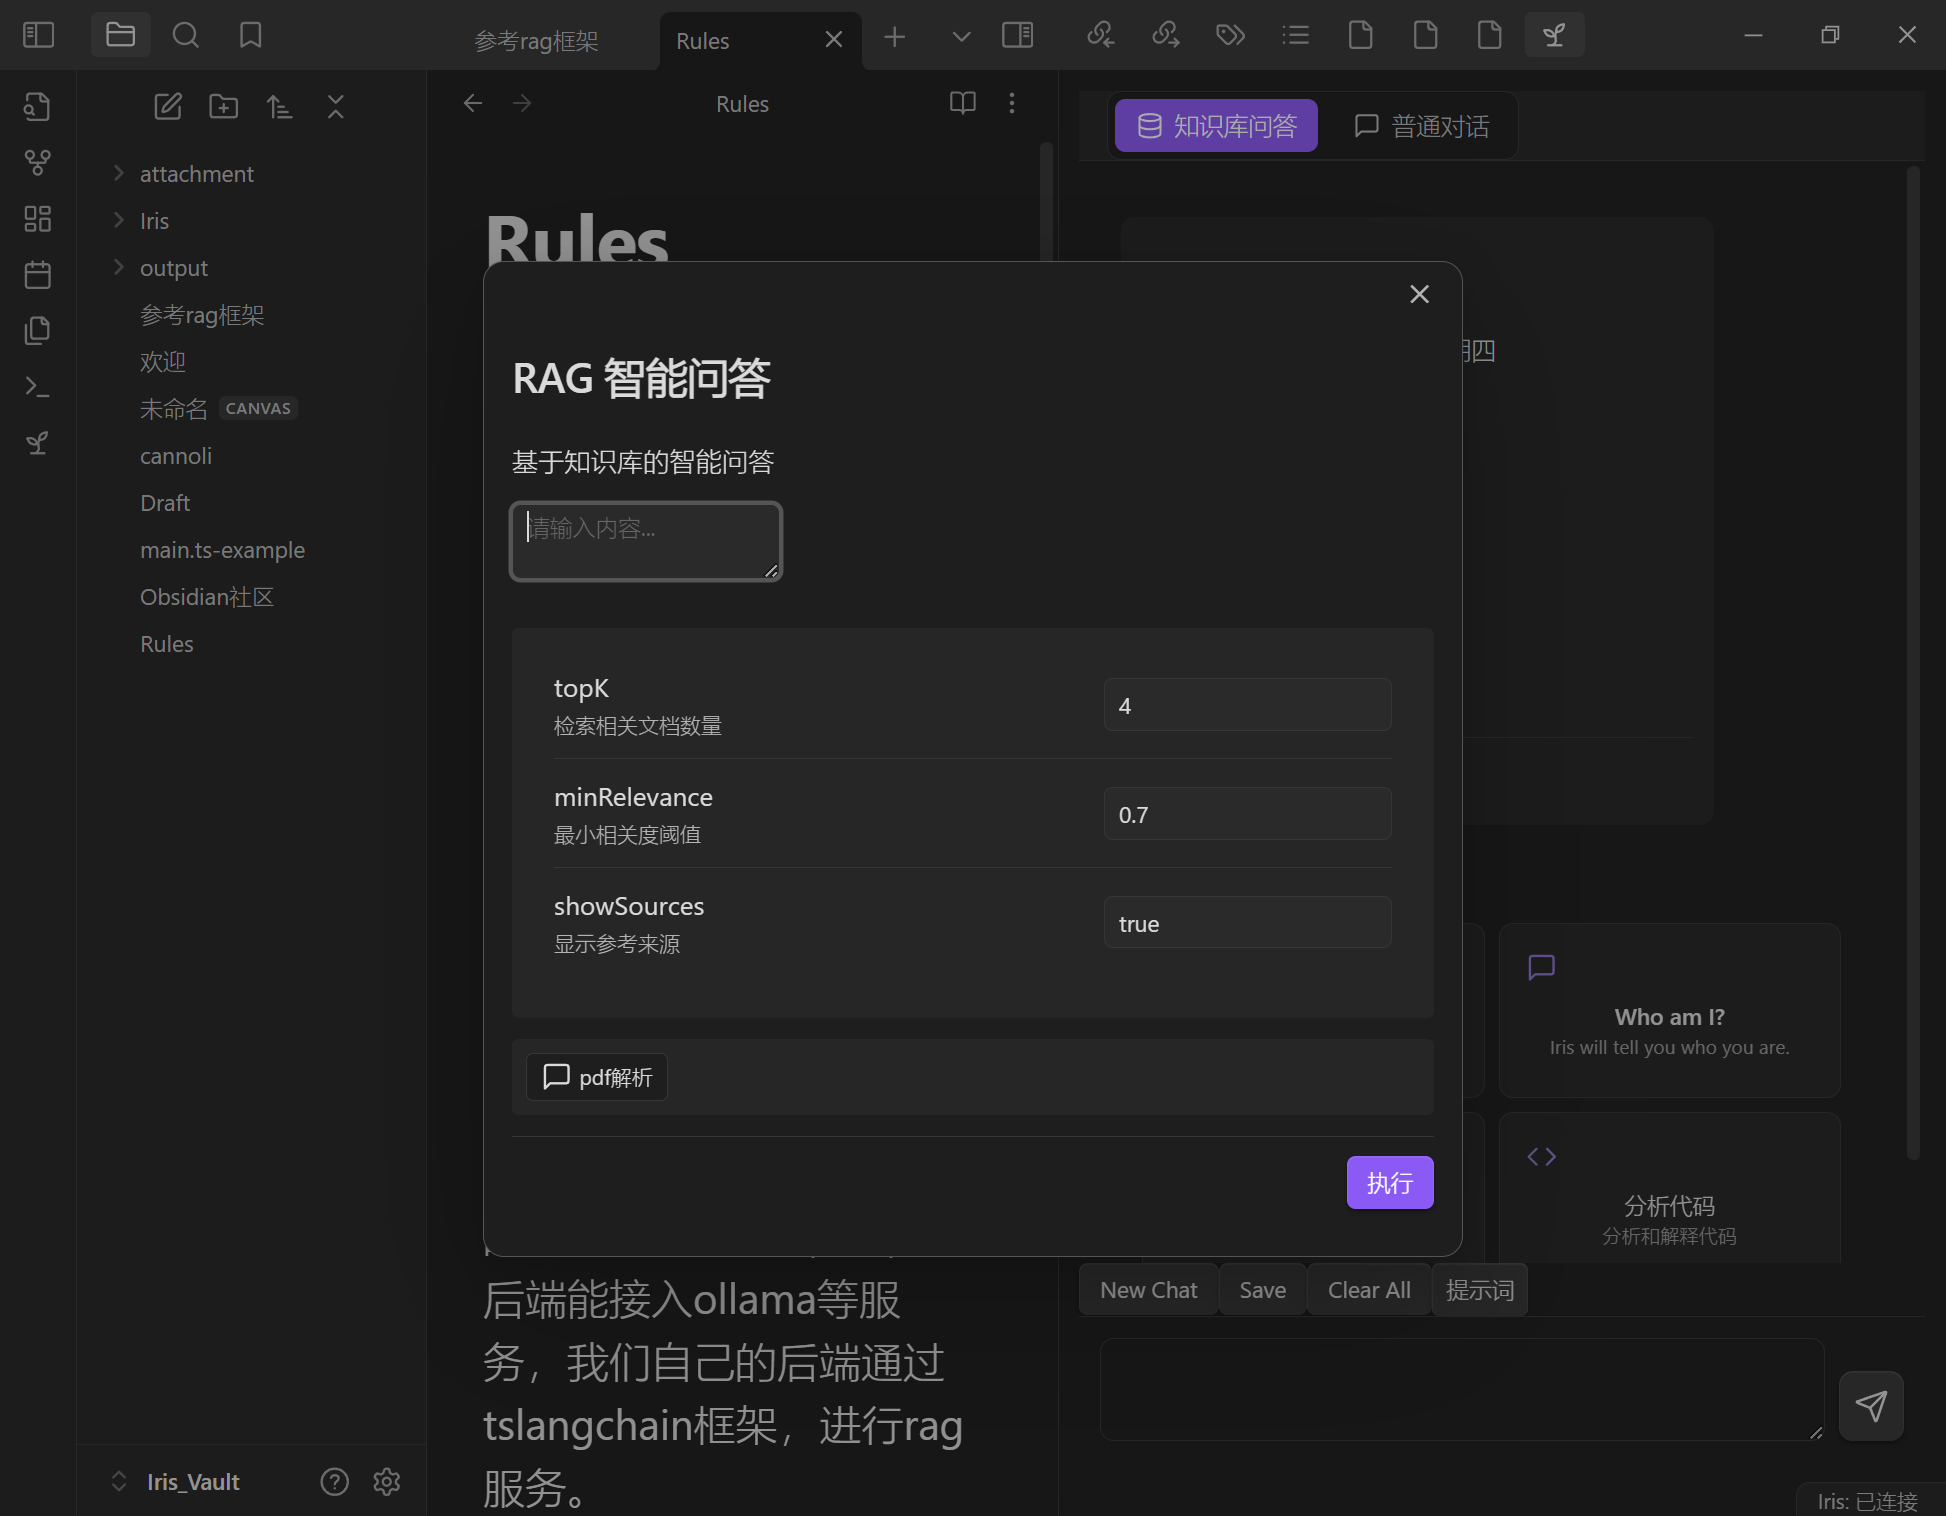 参考rag框架
Rules
Rules
知识库问答
普通对话
attachment
Iris
output
参考rag框架
欢迎
未命名 CANVAS
cannoli
Draft
main.ts-example
Obsidian社区
Rules
Iris_Vault
Rules
期四
RAG 智能问答
基于知识库的智能问答
请输入内容...
topK
检索相关文档数量
4
minRelevance
最小相关度阈值
0.7
showSources
显示参考来源
true
pdf解析
执行
后端能接入ollama等服
务，我们自己的后端通过
tslangchain框架，进行rag
服务。
Who am I?
Iris will tell you who you are.
分析代码
分析和解释代码
New Chat
Save
Clear All
提示词
Iris: 已连接